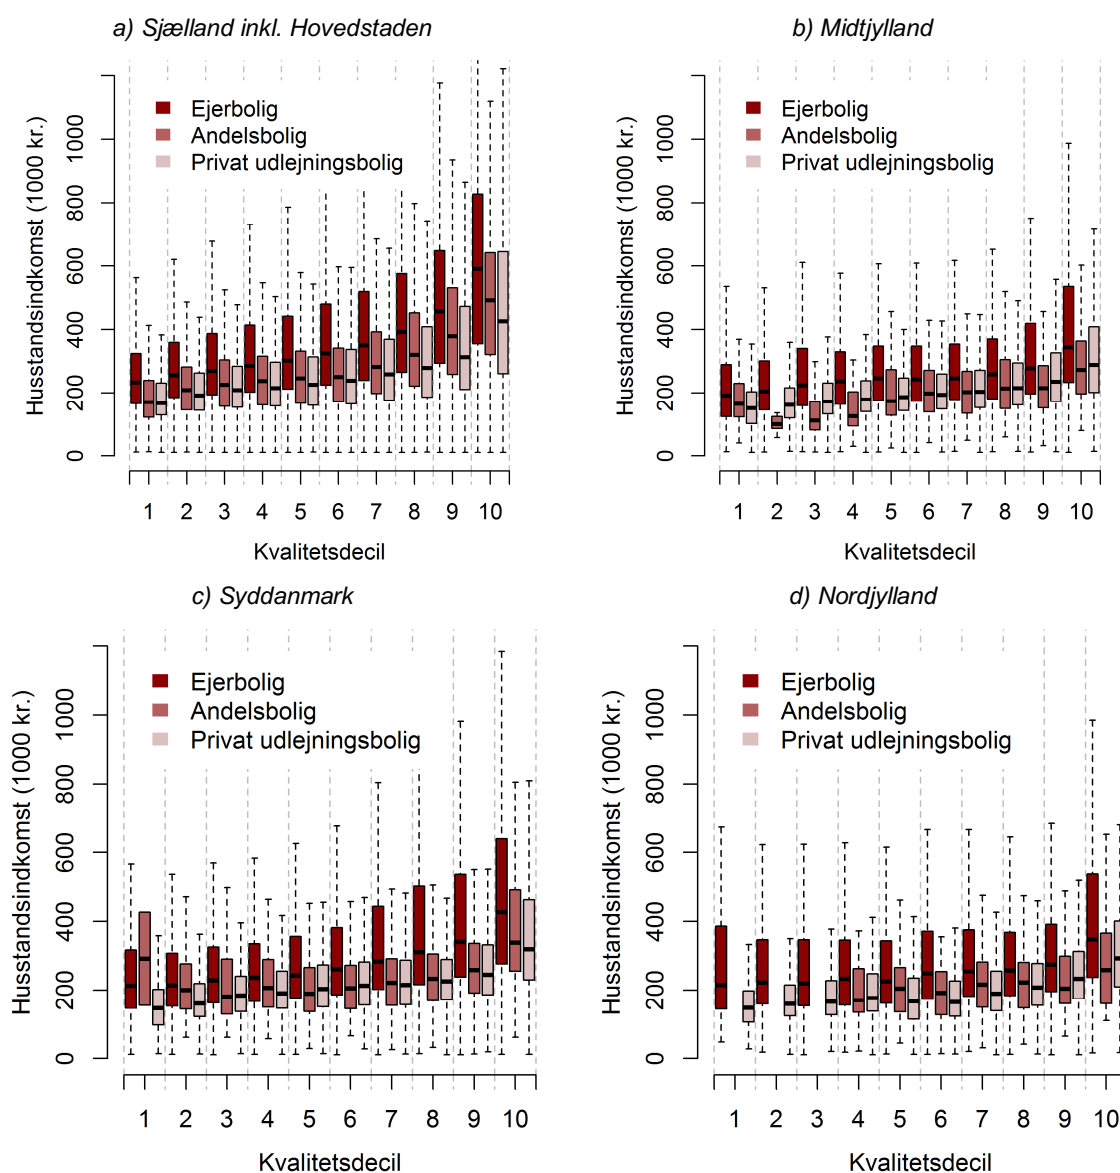 a) Sjælland inkl. Hovedstaden
Husstandsindkomst (1000 kr.)
0 200 400 600 800 1000
Ejerbolig
Andelsbolig
Privat udlejningsbolig
1 2 3 4 5 6 7 8 9 10
Kvalitetsdecil
b) Midtjylland
Husstandsindkomst (1000 kr.)
0 200 400 600 800 1000
Ejerbolig
Andelsbolig
Privat udlejningsbolig
1 2 3 4 5 6 7 8 9 10
Kvalitetsdecil
c) Syddanmark
Husstandsindkomst (1000 kr.)
0 200 400 600 800 1000
Ejerbolig
Andelsbolig
Privat udlejningsbolig
1 2 3 4 5 6 7 8 9 10
Kvalitetsdecil
d) Nordjylland
Husstandsindkomst (1000 kr.)
0 200 400 600 800 1000
Ejerbolig
Andelsbolig
Privat udlejningsbolig
1 2 3 4 5 6 7 8 9 10
Kvalitetsdecil